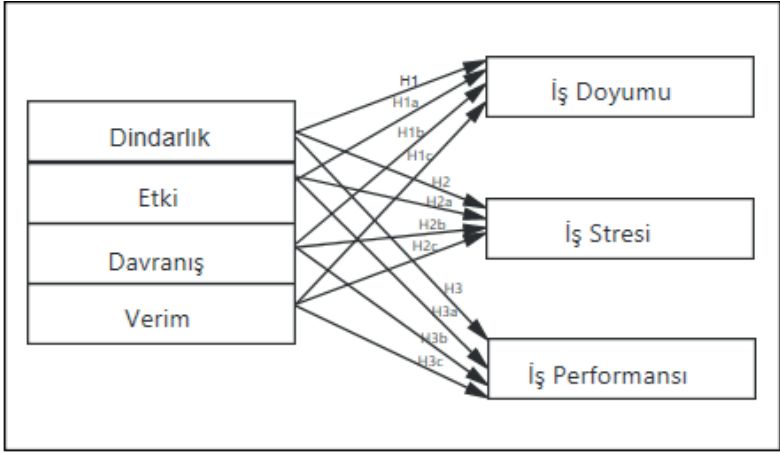 Dindarlık
Etki
Davranış
Verim
H1
H1a
H1b
H1c
H2
H2a
H2b
H2c
H3
H3a
H3b
H3c
İş Doyumu
İş Stresi
İş Performansı